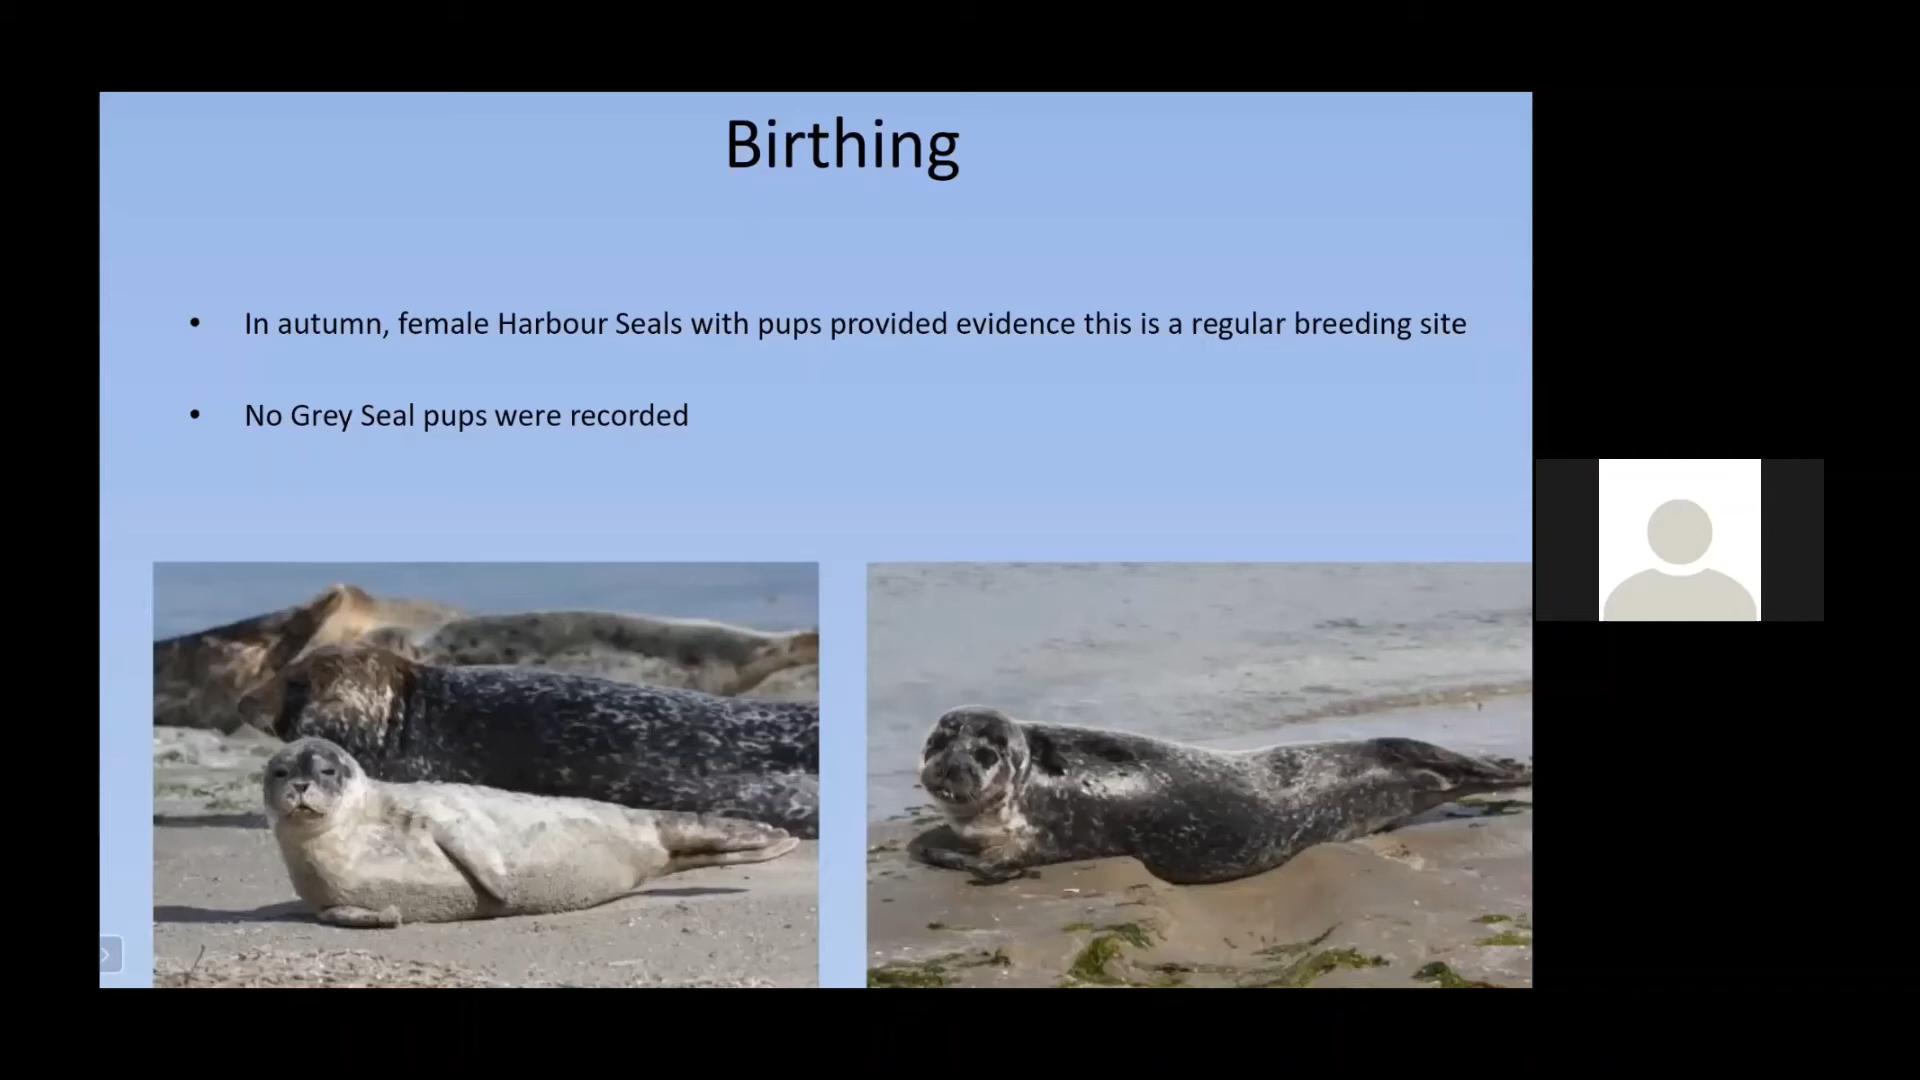 Birthing
• In autumn, female Harbour Seals with pups provided evidence this is a regular breeding site
• No Grey Seal pups were recorded